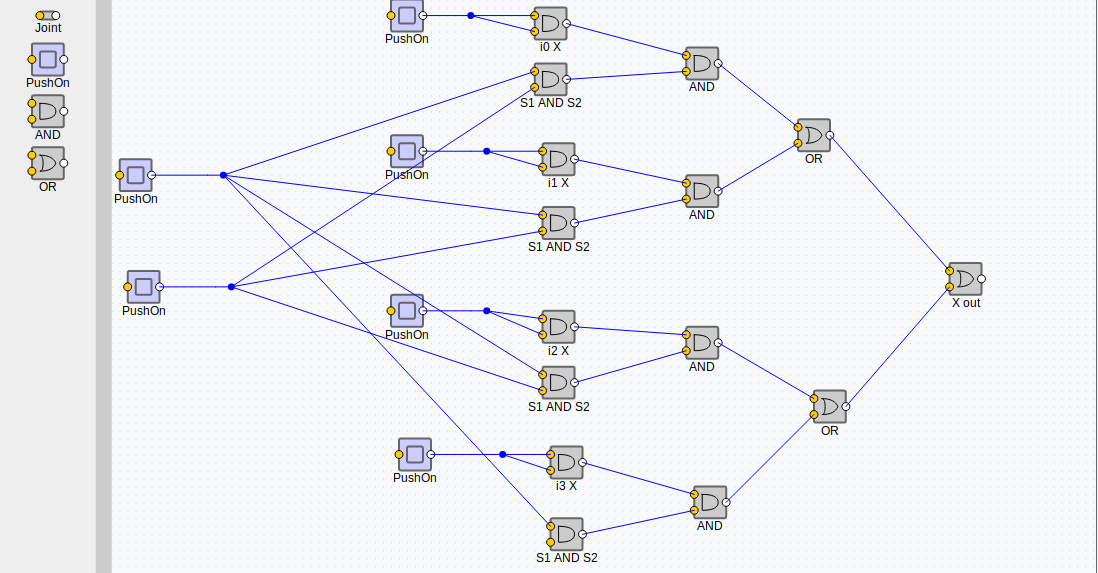 Joint
PushOn
AND
OR
PushOn
i0 X
S1 AND S2
AND
PushOn
i1 X
OR
PushOn
AND
S1 AND S2
PushOn
X out
PushOn
i2 X
AND
S1 AND S2
OR
PushOn
i3 X
AND
S1 AND S2